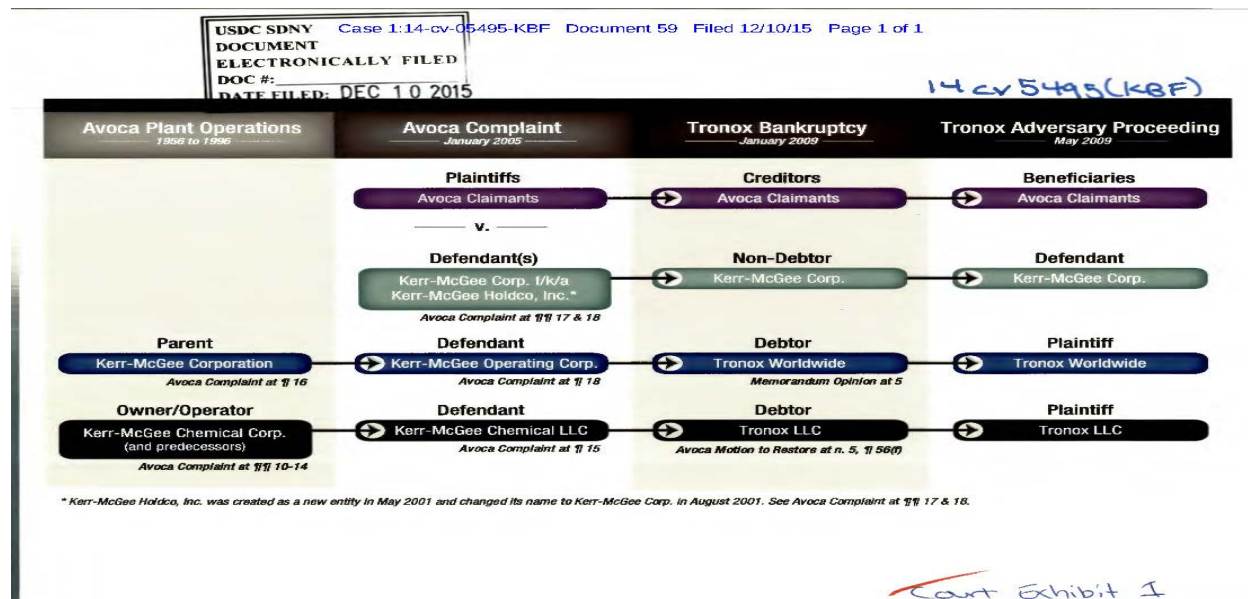 USDC SDNY
DOCUMENT
ELECTRONICALLY FILED
DOC #:
DATE FILED: DEC 10 2015
Case 1:14-cv-05495-KBF Document 59 Filed 12/10/15 Page 1 of 1
14 cv 5495 (KBF)
Avoca Plant Operations
1956 to 1996
Avoca Complaint
January 2005
Tronox Bankruptcy
January 2009
Tronox Adversary Proceeding
May 2009
Plaintiffs
Creditors
Beneficiaries
Avoca Claimants
Avoca Claimants
Avoca Claimants
v.
Defendant(s)
Non-Debtor
Defendant
Kerr-McGee Corp. f/k/a
Kerr-McGee Holdco, Inc.*
Kerr-McGee Corp.
Kerr-McGee Corp.
Avoca Complaint at ¶¶ 17 & 18
Parent
Defendant
Debtor
Plaintiff
Kerr-McGee Corporation
Kerr-McGee Operating Corp.
Tronox Worldwide
Tronox Worldwide
Avoca Complaint at ¶ 16
Avoca Complaint at ¶ 18
Memorandum Opinion at 5
Owner/Operator
Defendant
Debtor
Plaintiff
Kerr-McGee Chemical Corp.
(and predecessors)
Kerr-McGee Chemical LLC
Tronox LLC
Tronox LLC
Avoca Complaint at ¶¶ 10-14
Avoca Complaint at ¶ 15
Avoca Motion to Restore at n. 5, ¶ 56(f)
* Kerr-McGee Holdco, Inc. was created as a new entity in May 2001 and changed its name to Kerr-McGee Corp. in August 2001. See Avoca Complaint at ¶¶ 17 & 18.
Court Exhibit 1